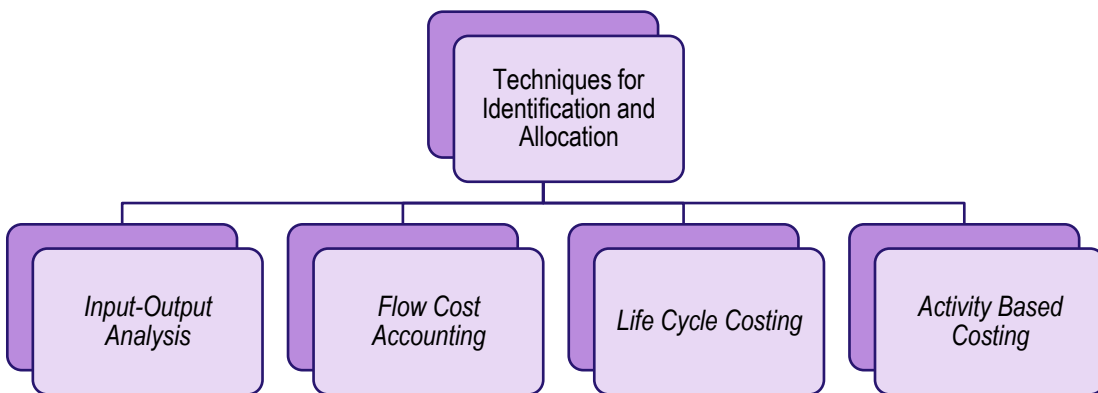 Techniques for
Identification and
Allocation
Input-Output
Analysis
Flow Cost
Accounting
Life Cycle Costing
Activity Based
Costing